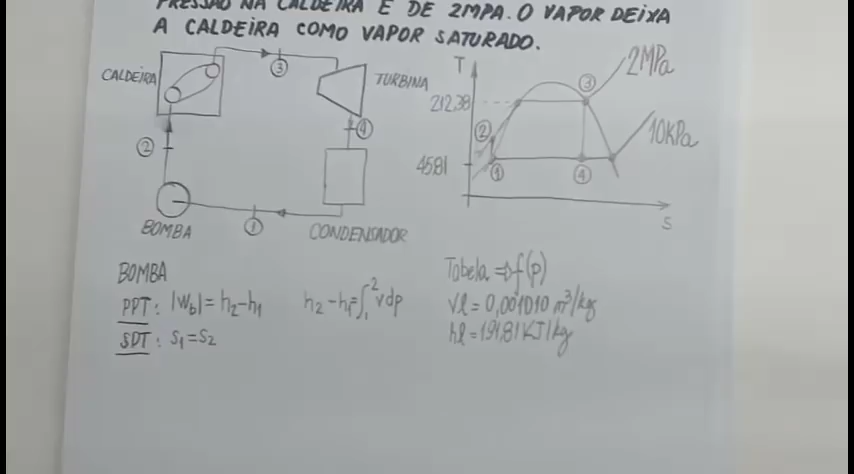 PRESSÃO NA CALDEIRA É DE 2MPA. O VAPOR DEIXA
A CALDEIRA COMO VAPOR SATURADO.
CALDEIRA
③
TURBINA
④
②
BOMBA
①
CONDENSADOR
T
③
2MPa
212,38
②
10KPa
45,81
①
④
S
BOMBA
PPT: |Wb|= h2-h1
h2-h1=∫₁²vdp
SDT: S1=S2
Tabela => f(p)
vl = 0,001010 m³/kg
hl = 191,81 KJ/kg